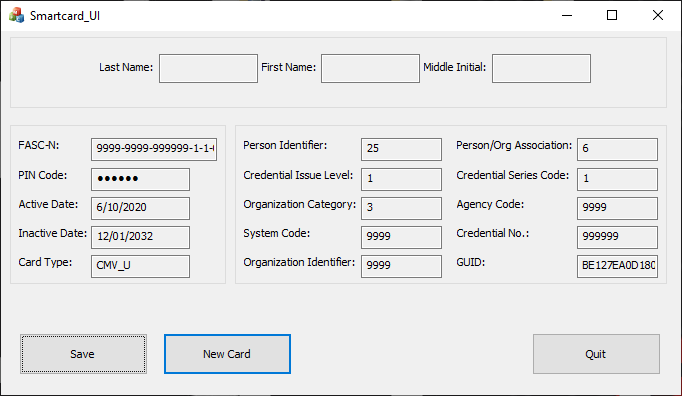 Smartcard_UI
Last Name: First Name: Middle Initial:
FASC-N: 9999-9999-999999-1-1-
Person Identifier: 25 Person/Org Association: 6
PIN Code: ●●●●●●
Credential Issue Level: 1 Credential Series Code: 1
Active Date: 6/10/2020
Organization Category: 3 Agency Code: 9999
Inactive Date: 12/01/2032
System Code: 9999 Credential No.: 999999
Card Type: CMV_U
Organization Identifier: 9999 GUID: BE127EA0D180
Save New Card Quit